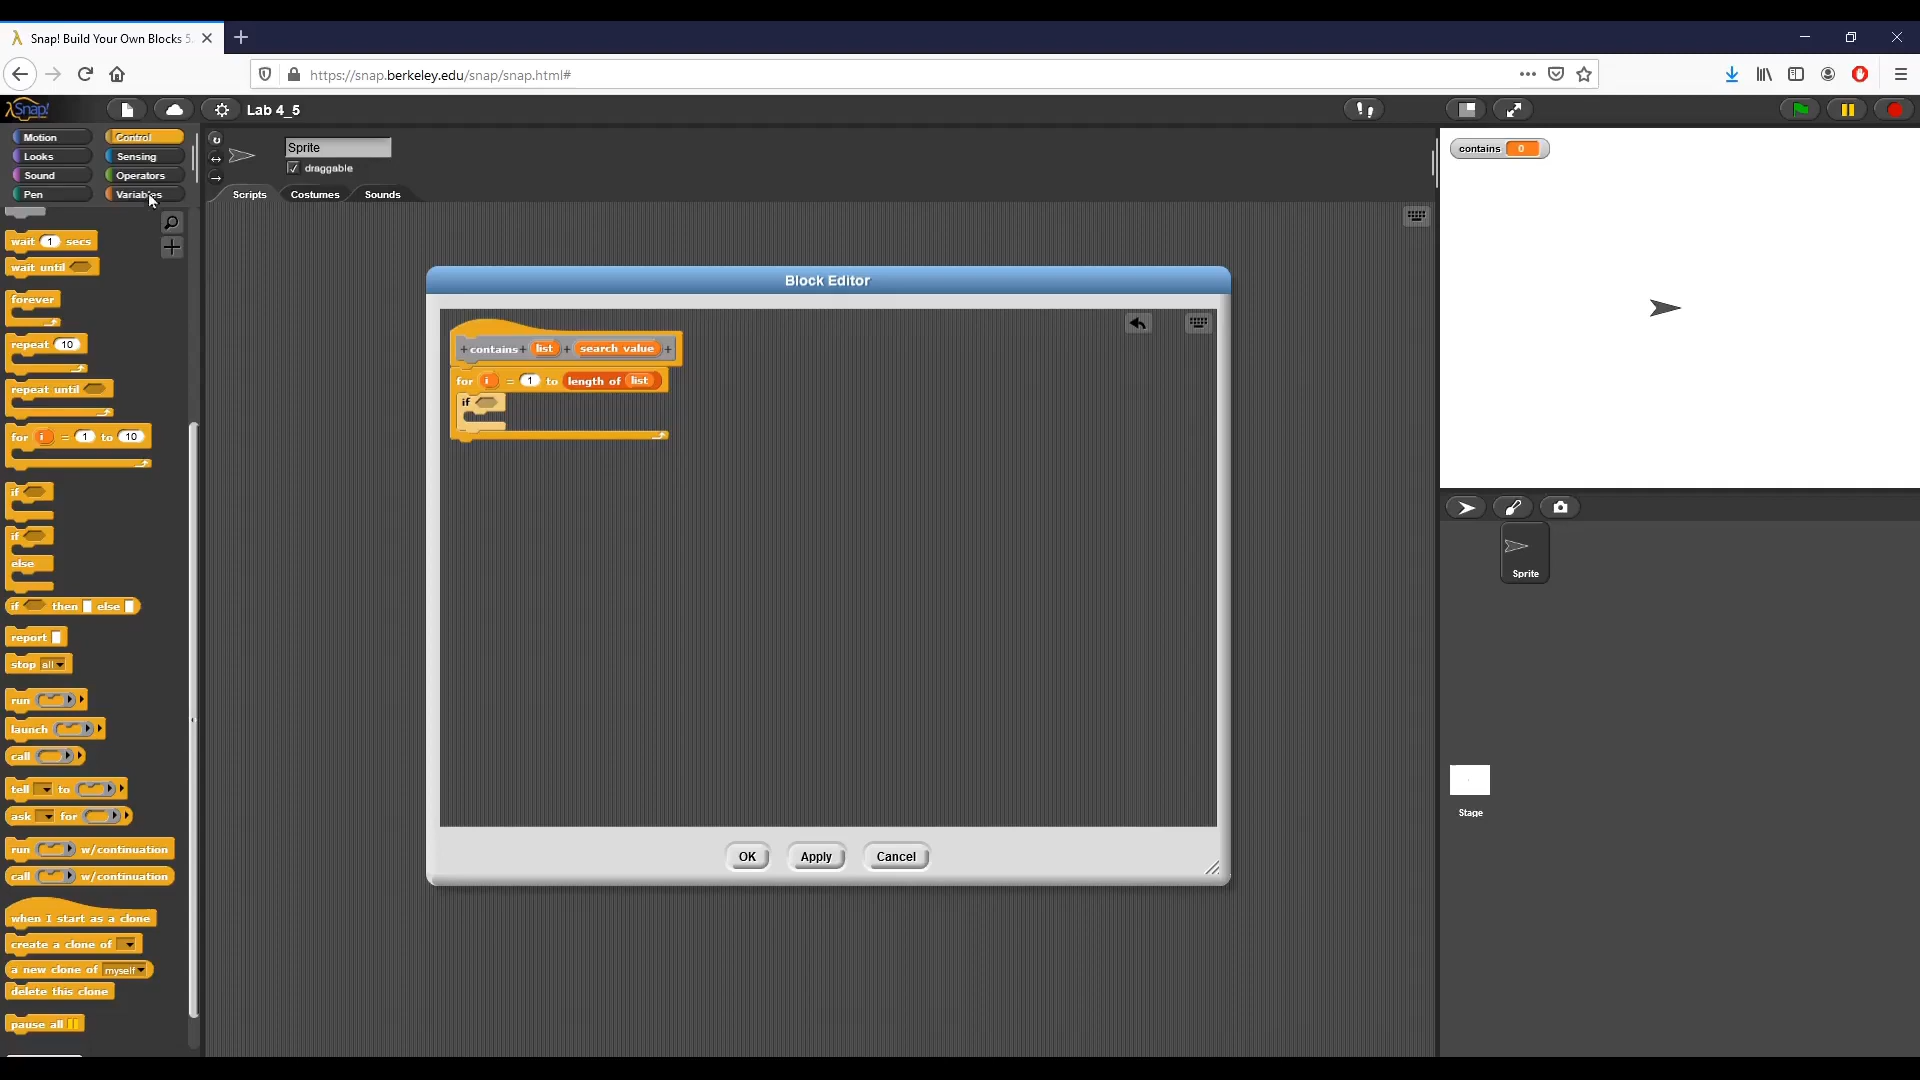 Snap! Build Your Own Blocks 5.
https://snap.berkeley.edu/snap/snap.html#
Snap!
Lab 4_5
Motion
Control
Looks
Sensing
Sound
Operators
Pen
Variables
Sprite
draggable
Scripts
Costumes
Sounds
contains 0
wait 1 secs
wait until
forever
repeat 10
repeat until
for i = 1 to 10
if
if
else
if then else
report
stop all
run
launch
call
tell to
ask for
run w/continuation
call w/continuation
when I start as a clone
create a clone of
a new clone of myself
delete this clone
pause all
Block Editor
+ contains + list + search value +
for i = 1 to length of list
if
OK
Apply
Cancel
Sprite
Stage